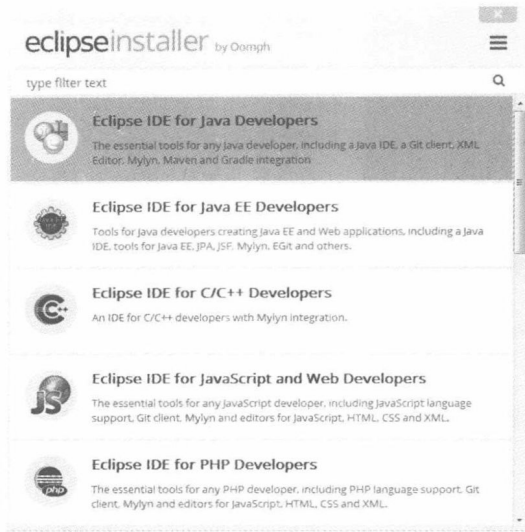 eclipseinstaller by Oomph
type filter text
Eclipse IDE for Java Developers
The essential tools for any Java developer, including a Java IDE, a Git client, XML
Editor, Mylyn, Maven and Gradle integration
Eclipse IDE for Java EE Developers
Tools for Java developers creating Java EE and Web applications, including a Java
IDE, tools for Java EE, JPA, JSF, Mylyn, EGit and others.
C++
Eclipse IDE for C/C++ Developers
An IDE for C/C++ developers with Mylyn integration.
JS
Eclipse IDE for JavaScript and Web Developers
The essential tools for any JavaScript developer, including JavaScript language
support, Git client, Mylyn and editors for JavaScript, HTML, CSS and XML.
php
Eclipse IDE for PHP Developers
The essential tools for any PHP developer, including PHP language support, Git
client, Mylyn and editors for JavaScript, HTML, CSS and XML.